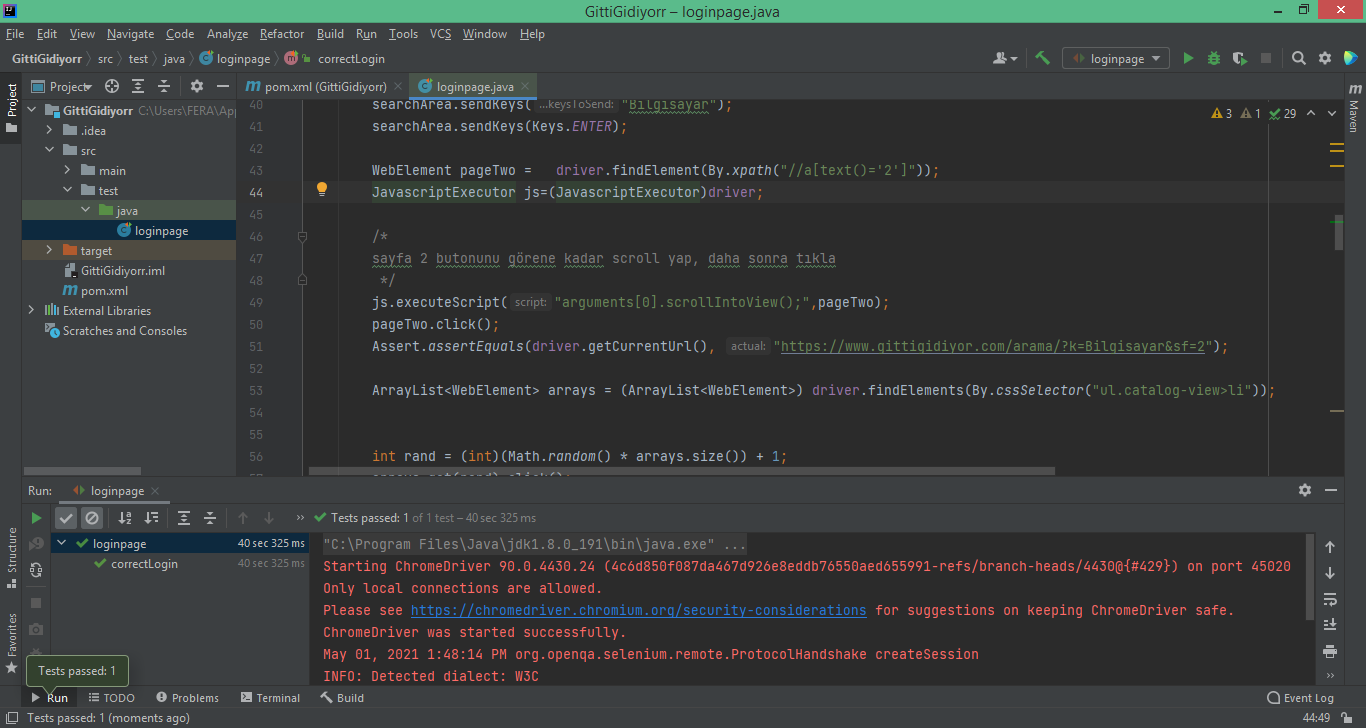 GittiGidiyorr – loginpage.java
File Edit View Navigate Code Analyze Refactor Build Run Tools VCS Window Help
GittiGidiyorr src test java loginpage correctLogin
loginpage
Project
pom.xml (GittiGidiyorr) loginpage.java
Project
Maven
GittiGidiyorr C:\Users\FERA\App
.idea
src
main
test
java
loginpage
target
GittiGidiyorr.iml
pom.xml
External Libraries
Scratches and Consoles
3 1 29
40 searchArea.sendKeys( ...keysToSend: "Bilgisayar");
41 searchArea.sendKeys(Keys.ENTER);
42
43 WebElement pageTwo = driver.findElement(By.xpath("//a[text()='2']"));
44 JavascriptExecutor js=(JavascriptExecutor)driver;
45
46 /*
47 sayfa 2 butonunu görene kadar scroll yap, daha sonra tıkla
48 */
49 js.executeScript( script: "arguments[0].scrollIntoView();",pageTwo);
50 pageTwo.click();
51 Assert.assertEquals(driver.getCurrentUrl(), actual: "https://www.gittigidiyor.com/arama/?k=Bilgisayar&sf=2");
52
53 ArrayList<WebElement> arrays = (ArrayList<WebElement>) driver.findElements(By.cssSelector("ul.catalog-view>li"));
54
55
56 int rand = (int)(Math.random() * arrays.size()) + 1;
Run: loginpage
Tests passed: 1 of 1 test – 40 sec 325 ms
loginpage 40 sec 325 ms
correctLogin 40 sec 325 ms
"C:\Program Files\Java\jdk1.8.0_191\bin\java.exe" ...
Starting ChromeDriver 90.0.4430.24 (4c6d850f087da467d926e8eddb76550aed655991-refs/branch-heads/4430@{#429}) on port 45020
Only local connections are allowed.
Please see https://chromedriver.chromium.org/security-considerations for suggestions on keeping ChromeDriver safe.
ChromeDriver was started successfully.
May 01, 2021 1:48:14 PM org.openqa.selenium.remote.ProtocolHandshake createSession
INFO: Detected dialect: W3C
Structure
Favorites
Tests passed: 1
Run TODO Problems Terminal Build Event Log
Tests passed: 1 (moments ago) 44:49